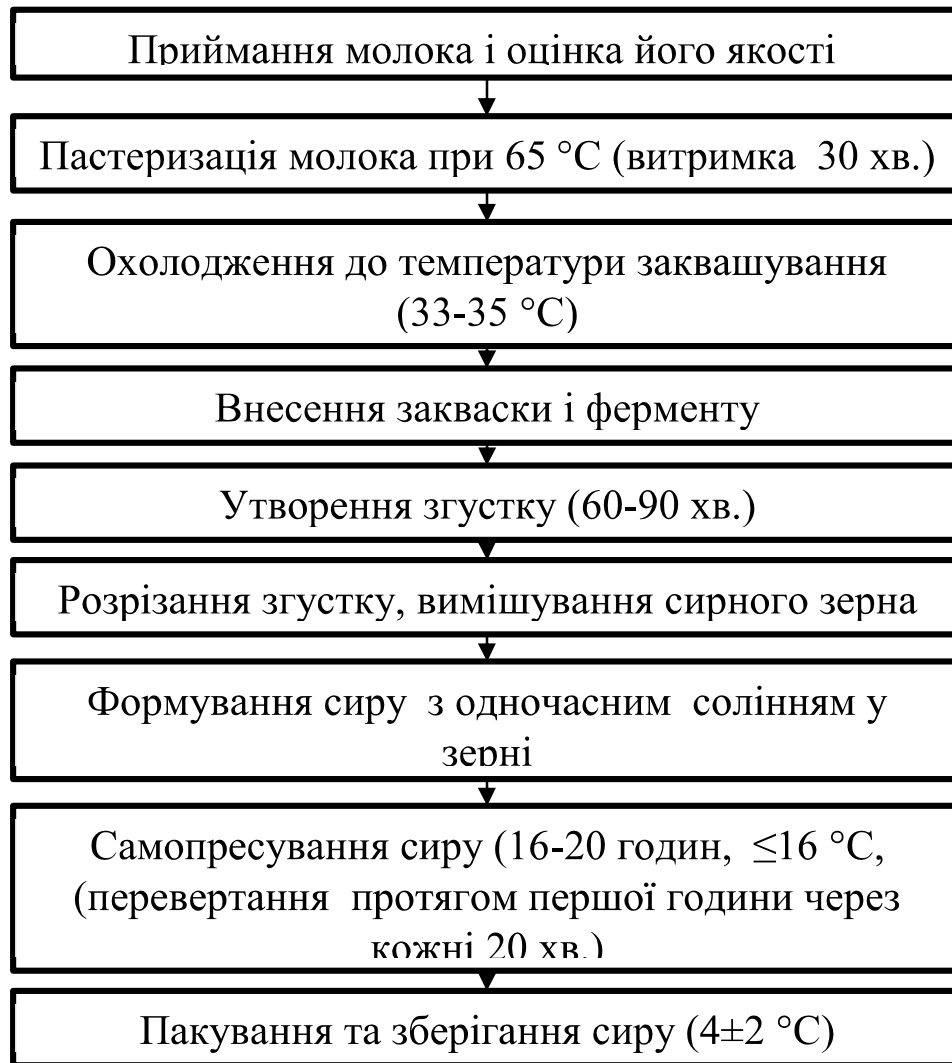 Приймання молока і оцінка його якості
Пастеризація молока при 65 °С (витримка 30 хв.)
Охолодження до температури заквашування
(33-35 °С)
Внесення закваски і ферменту
Утворення згустку (60-90 хв.)
Розрізання згустку, вимішування сирного зерна
Формування сиру з одночасним солінням у
зерні
Самопресування сиру (16-20 годин, ≤16 °С,
(перевертання протягом першої години через
кожні 20 хв.)
Пакування та зберігання сиру (4±2 °С)